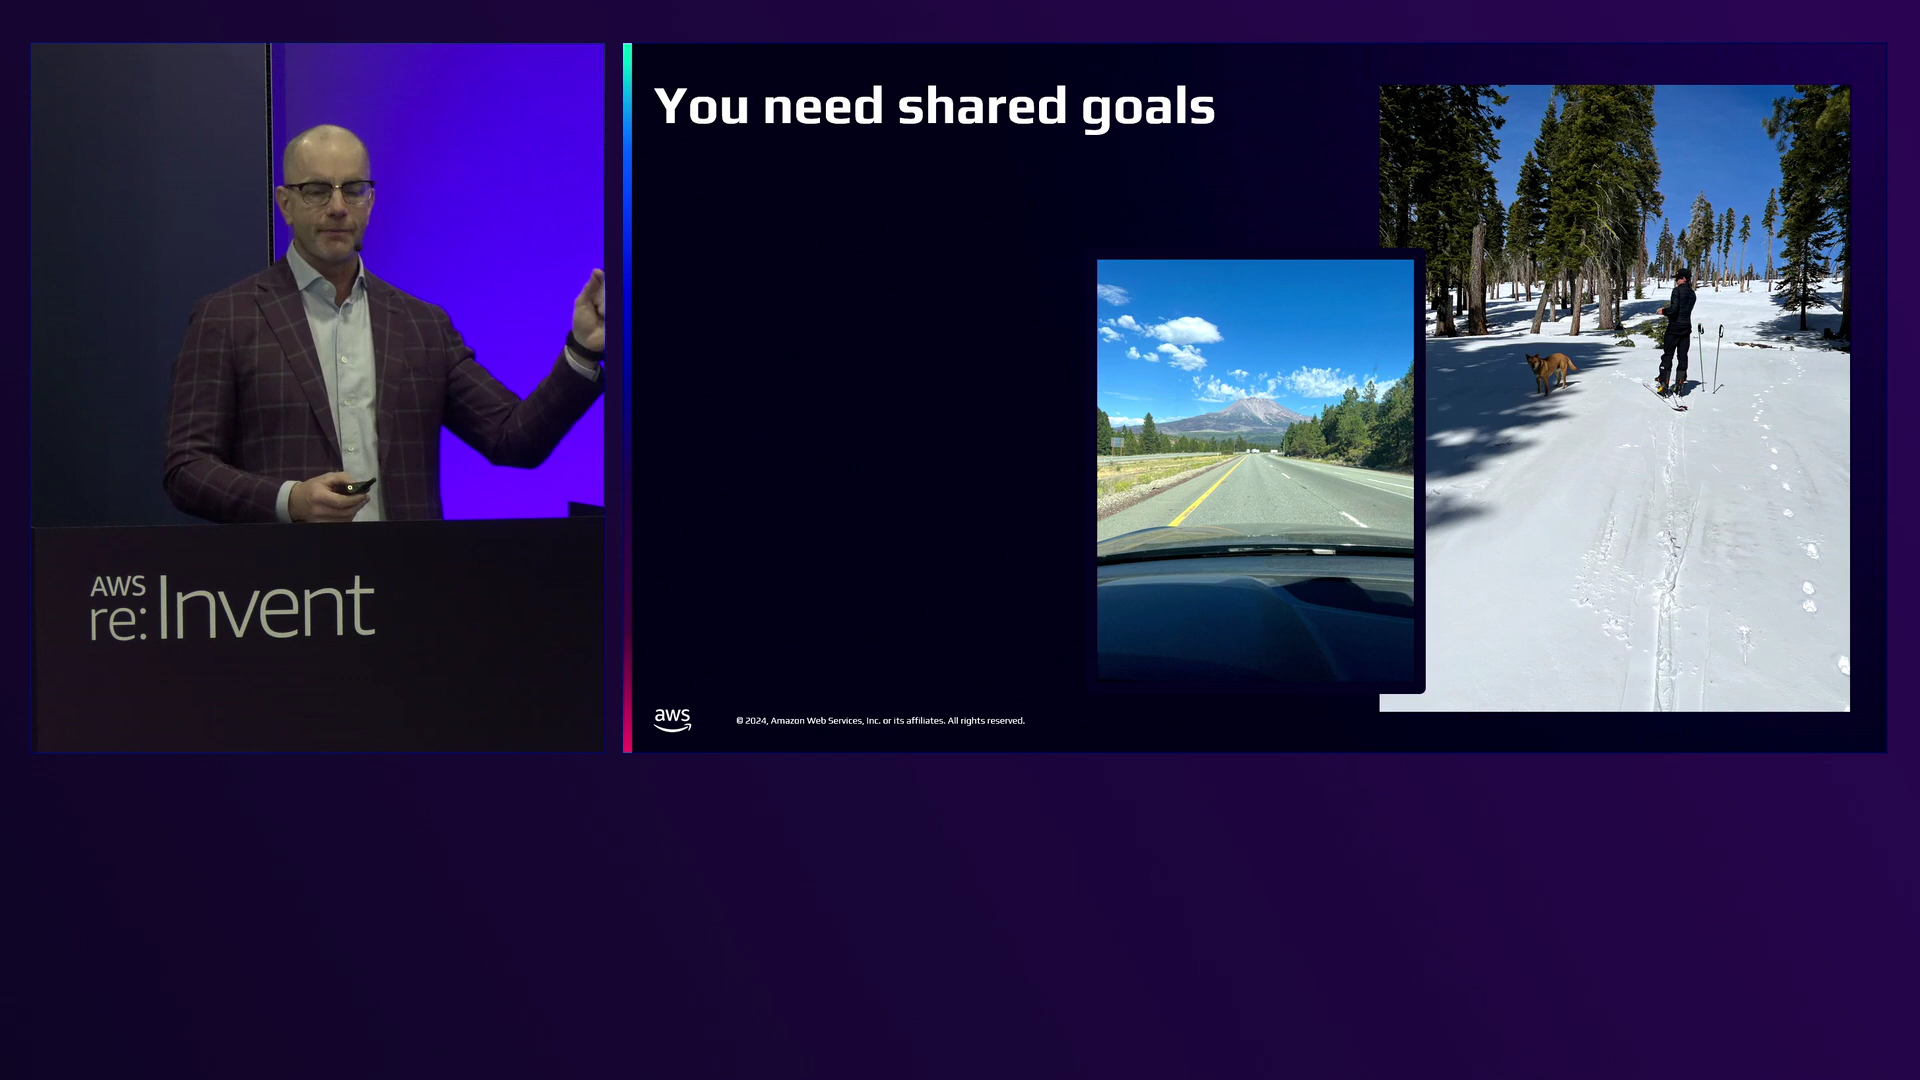 You need shared goals
AWS
re:Invent
aws
© 2024, Amazon Web Services, Inc. or its affiliates. All rights reserved.